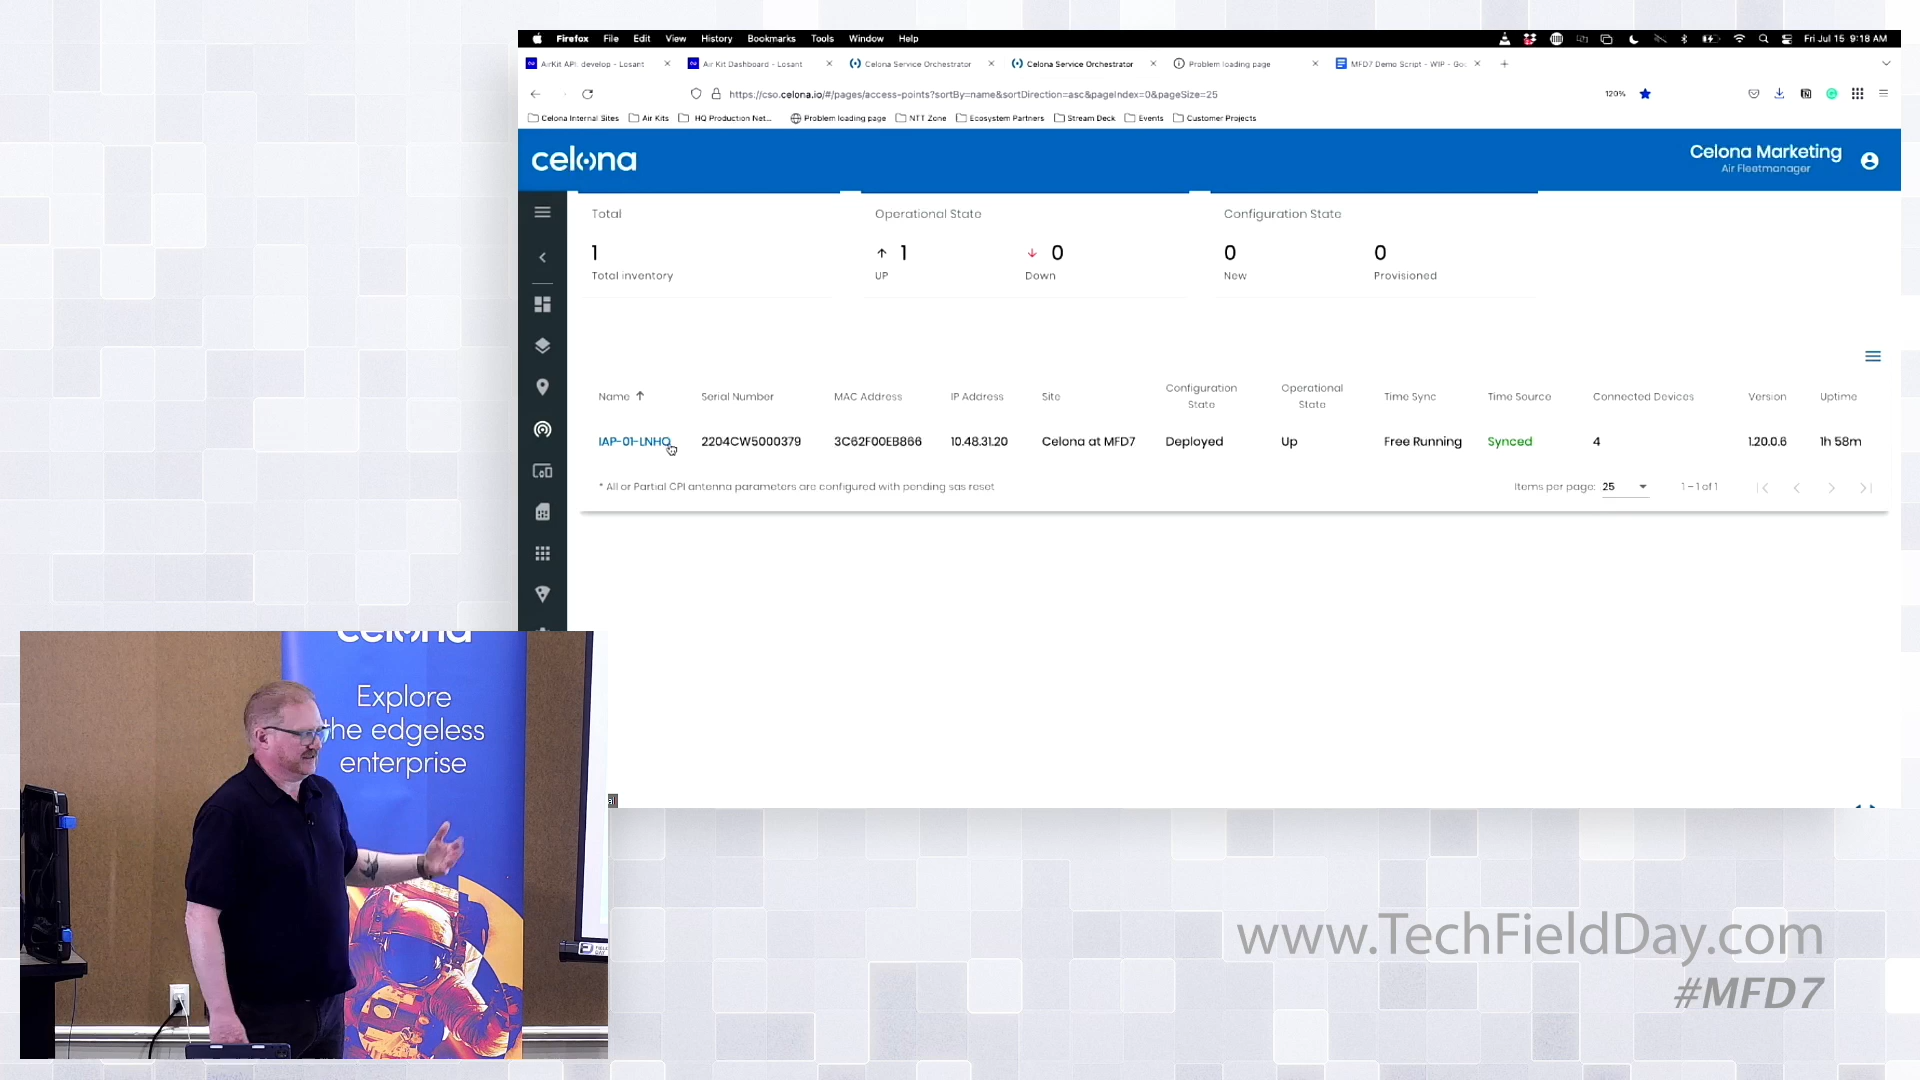 Firefox File Edit View History Bookmarks Tools Window Help Fri Jul 15 9:18 AM
AirKit API: develop - Losant Air Kit Dashboard - Losant Celona Service Orchestrator Celona Service Orchestrator Problem loading page MFD7 Demo Script - WIP - Goo
https://cso.celona.io/#/pages/access-points?sortBy=name&sortDirection=asc&pageIndex=0&pageSize=25 120%
Celona Internal Sites Air Kits HQ Production Net... Problem loading page NTT Zone Ecosystem Partners Stream Deck Events Customer Projects
celona
Celona Marketing
Air Fleetmanager
Total Operational State Configuration State
1 1 0 0 0
Total inventory UP Down New Provisioned
Name Serial Number MAC Address IP Address Site Configuration State Operational State Time Sync Time Source Connected Devices Version Uptime
IAP-01-LNHQ 2204CW5000379 3C62F00EB866 10.48.31.20 Celona at MFD7 Deployed Up Free Running Synced 4 1.20.0.6 1h 58m
* All or Partial CPI antenna parameters are configured with pending sas reset
Items per page: 25 1 – 1 of 1
celona
Explore
the edgeless
enterprise
www.TechFieldDay.com
#MFD7